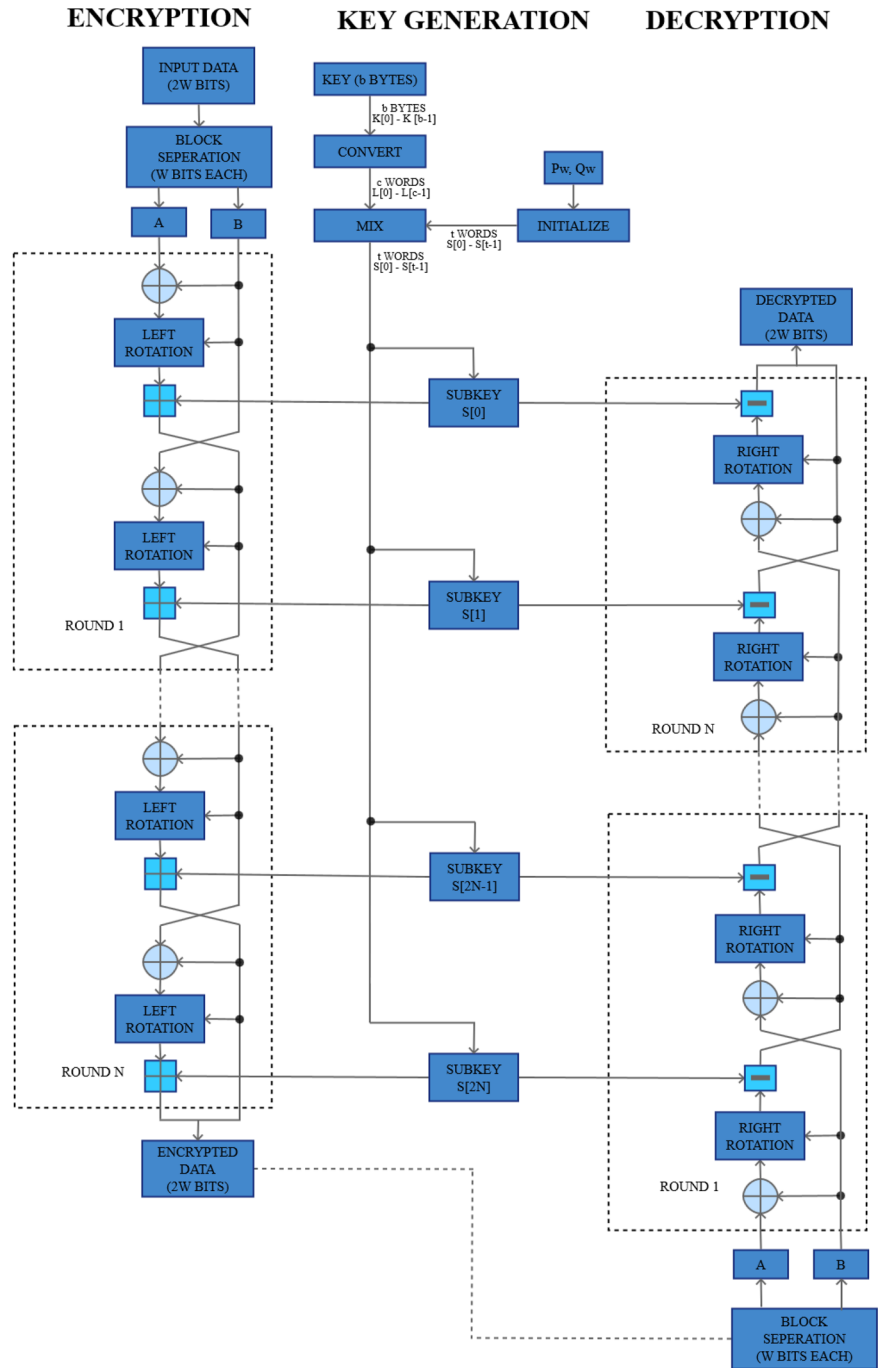 ENCRYPTION
KEY GENERATION
DECRYPTION
INPUT DATA
(2W BITS)
BLOCK
SEPERATION
(W BITS EACH)
A
B
LEFT
ROTATION
LEFT
ROTATION
ROUND 1
LEFT
ROTATION
LEFT
ROTATION
ROUND N
ENCRYPTED
DATA
(2W BITS)
KEY (b BYTES)
b BYTES
K[0] - K [b-1]
CONVERT
c WORDS
L[0] - L[c-1]
MIX
Pw, Qw
INITIALIZE
t WORDS
S[0] - S[t-1]
t WORDS
S[0] - S[t-1]
SUBKEY
S[0]
SUBKEY
S[1]
SUBKEY
S[2N-1]
SUBKEY
S[2N]
DECRYPTED
DATA
(2W BITS)
RIGHT
ROTATION
RIGHT
ROTATION
ROUND N
RIGHT
ROTATION
RIGHT
ROTATION
ROUND 1
A
B
BLOCK
SEPERATION
(W BITS EACH)